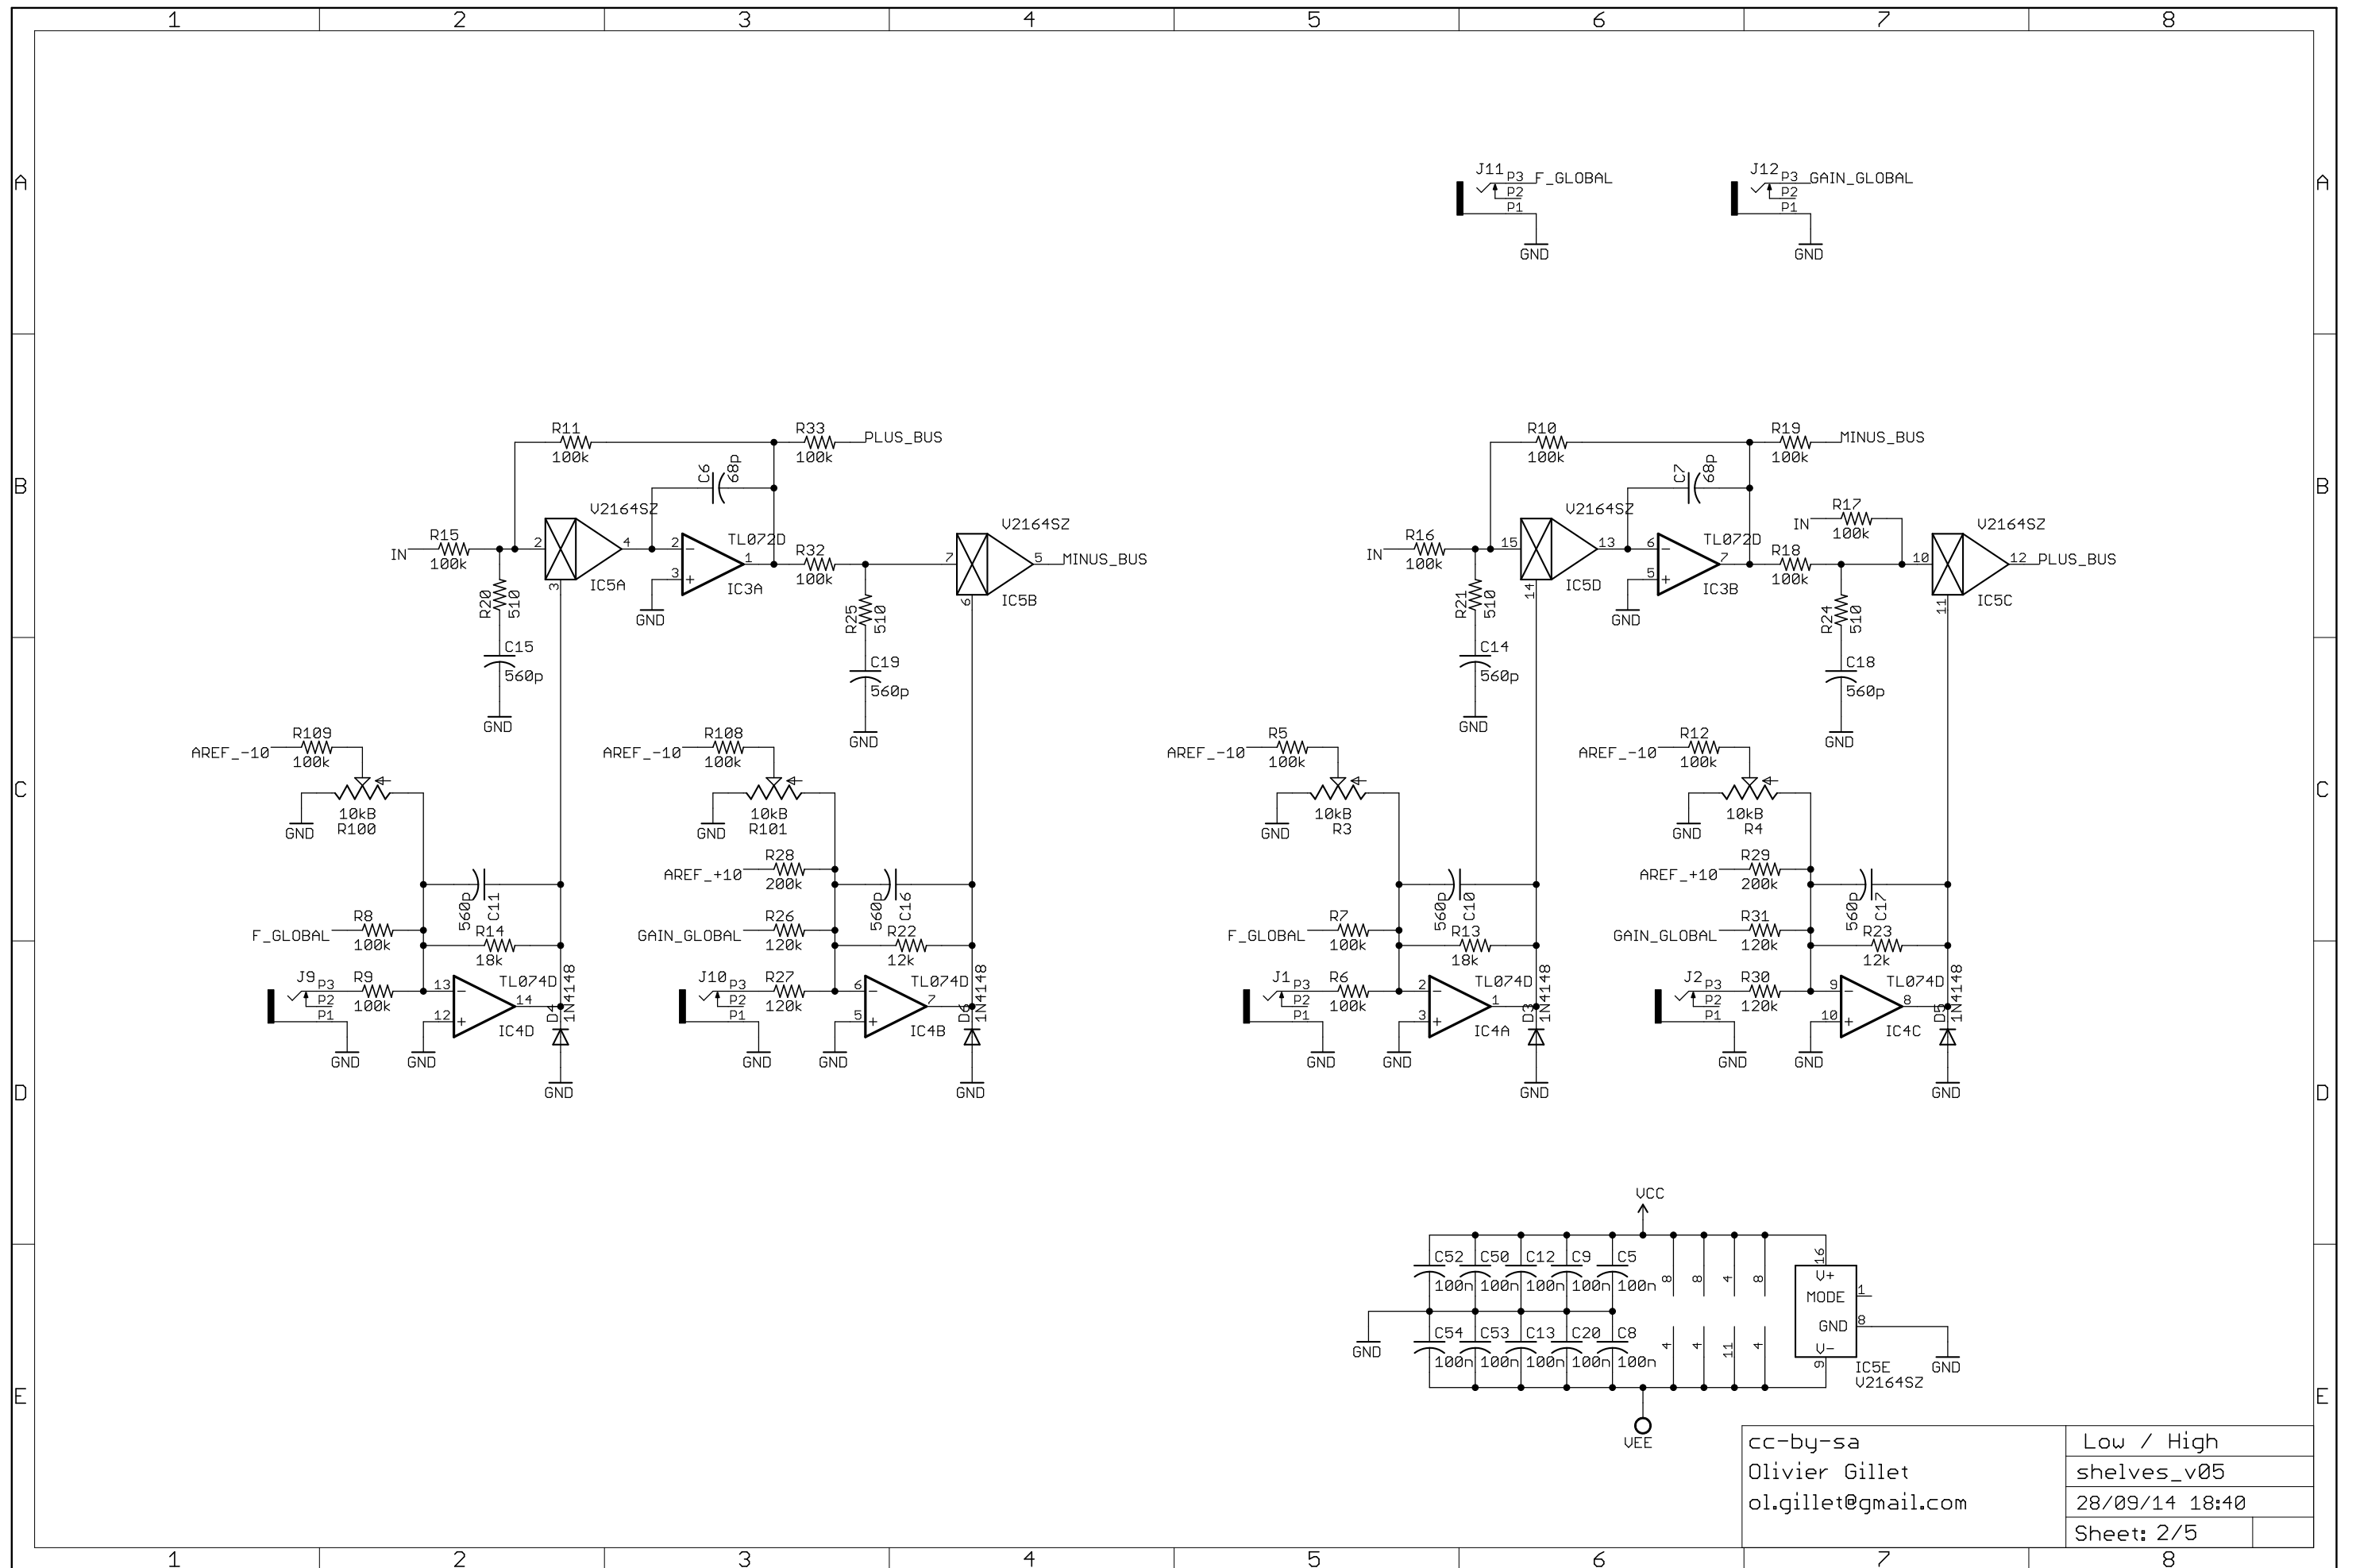 1 2 3 4 5 6 7 8
A A
J11 P3 F_GLOBAL
P2
P1
GND
J12 P3 GAIN_GLOBAL
P2
P1
GND
B B
R11
100k
R33 PLUS_BUS
100k
C6 68p
V2164SZ
IN R15
100k
2 4
3
IC5A
TL072D
2 1
3
IC3A
GND
R32
100k
V2164SZ
7 5 MINUS_BUS
6
IC5B
R20 510
C15
560p
GND
R25 510
C19
560p
GND
R10
100k
R19 MINUS_BUS
100k
C7 68p
V2164SZ
IN R16
100k
15 13
14
IC5D
TL072D
6 7
5
IC3B
GND
IN R17
100k
R18
100k
V2164SZ
10 12 PLUS_BUS
11
IC5C
R21 510
C14
560p
GND
R24 510
C18
560p
GND
C C
AREF_-10 R109
100k
10kB
R100
GND
560p C11
F_GLOBAL R8
100k
R14
18k
J9 P3 R9
P2 100k
P1
GND
TL074D
13 14
12
IC4D
GND
D4 1N4148
GND
AREF_-10 R108
100k
10kB
R101
GND
AREF_+10 R28
200k
560p C16
GAIN_GLOBAL R26
120k
R22
12k
J10 P3 R27
P2 120k
P1
GND
TL074D
6 7
5
IC4B
GND
D6 1N4148
GND
AREF_-10 R5
100k
10kB
R3
GND
560p C10
F_GLOBAL R7
100k
R13
18k
J1 P3 R6
P2 100k
P1
GND
TL074D
2 1
3
IC4A
GND
D3 1N4148
GND
AREF_-10 R12
100k
10kB
R4
GND
AREF_+10 R29
200k
560p C17
GAIN_GLOBAL R31
120k
R23
12k
J2 P3 R30
P2 120k
P1
GND
TL074D
9 8
10
IC4C
GND
D5 1N4148
GND
D D
VCC
C52 C50 C12 C9 C5
100n 100n 100n 100n 100n
8 8 4 8
16
V+
MODE 1
GND 8
V-
9
GND
C54 C53 C13 C20 C8
100n 100n 100n 100n 100n
4 4 11 4
GND
IC5E
V2164SZ
VEE
E E
cc-by-sa
Olivier Gillet
ol.gillet@gmail.com
Low / High
shelves_v05
28/09/14 18:40
Sheet: 2/5
1 2 3 4 5 6 7 8